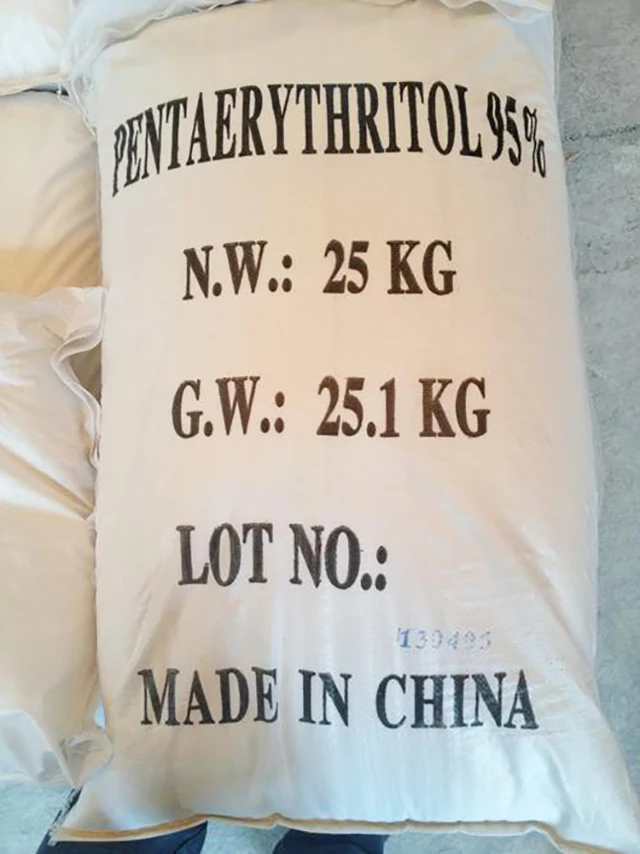 PENTAERYTHRITOL 95%
N.W.: 25 KG
G.W.: 25.1 KG
LOT NO.:
MADE IN CHINA